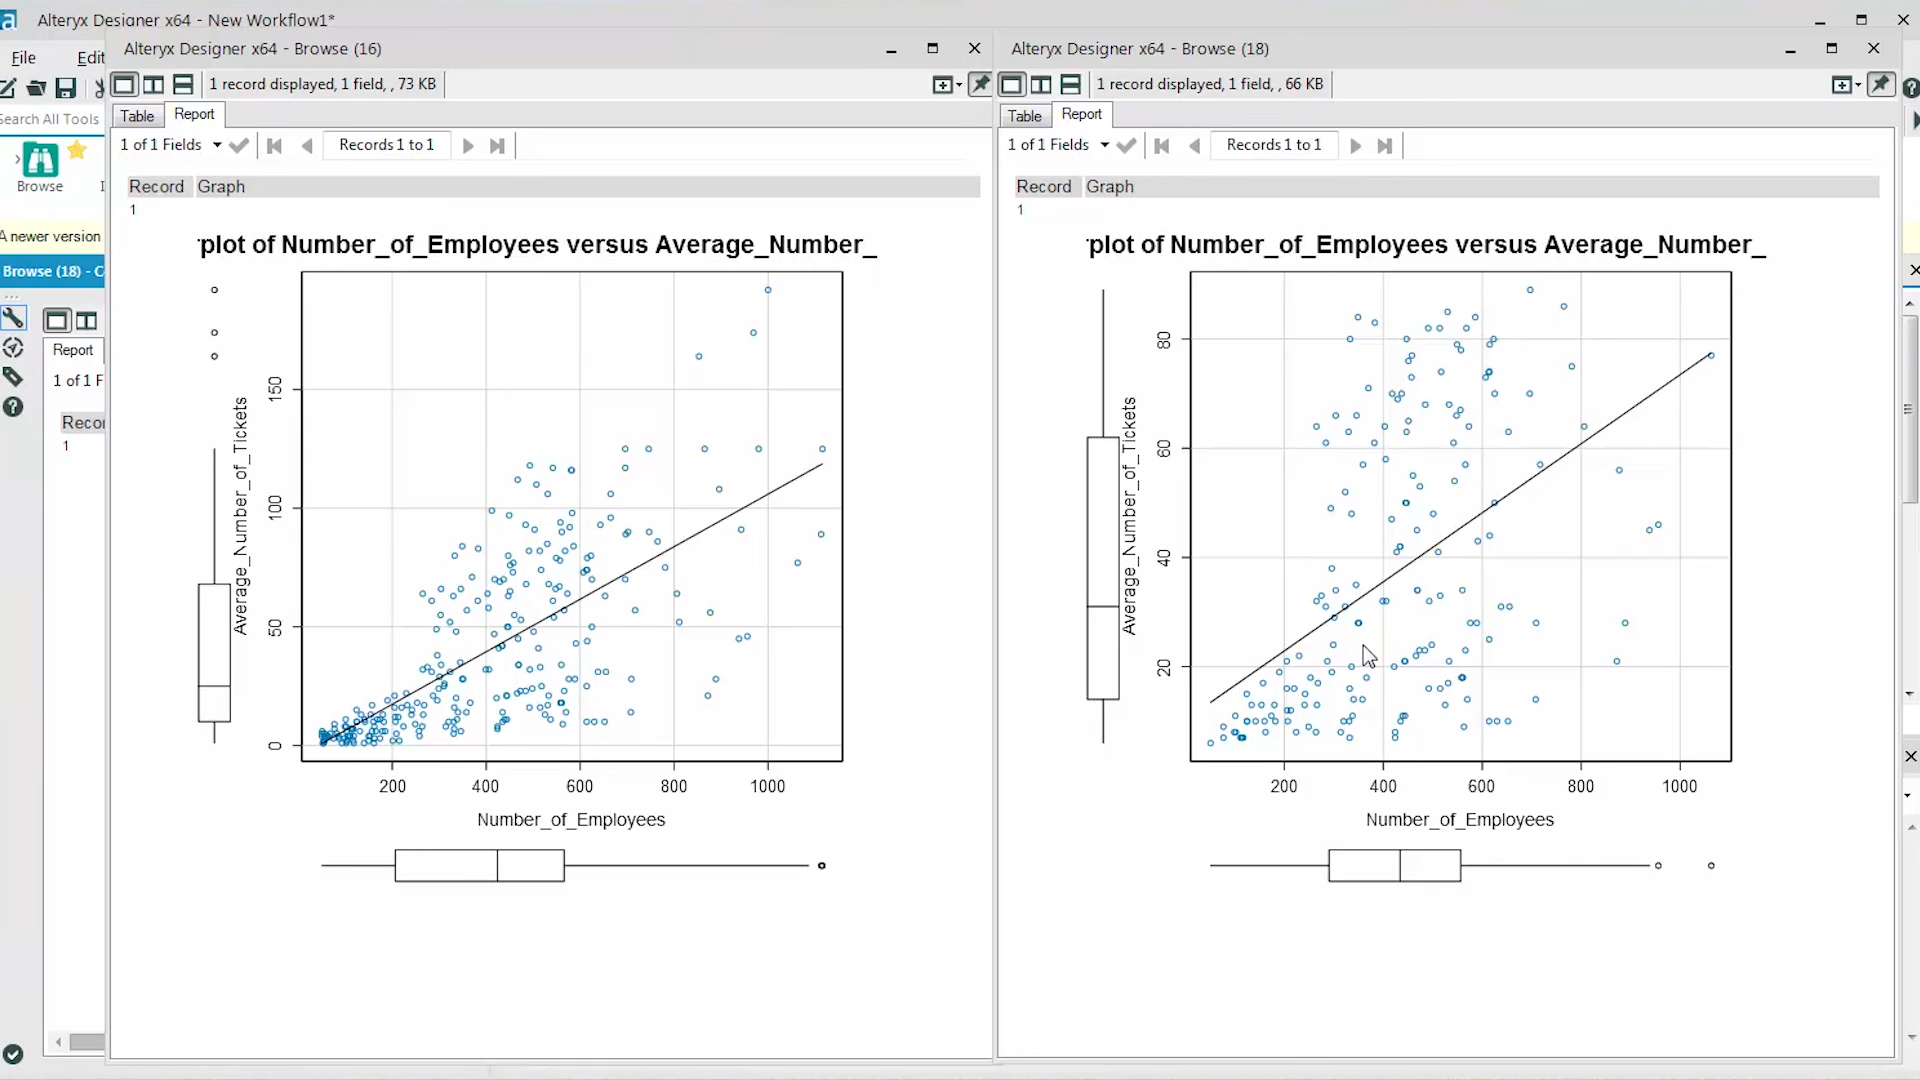 Alteryx Designer x64 - New Workflow1*
File
Edit
Search All Tools
Browse
A newer version
Browse (18) - C
Report
1 of 1 F
Recor
1
Alteryx Designer x64 - Browse (16)
1 record displayed, 1 field, , 73 KB
Table
Report
1 of 1 Fields
Records 1 to 1
Record
Graph
1
plot of Number_of_Employees versus Average_Number_
Average_Number_of_Tickets
150
100
50
0
200
400
600
800
1000
Number_of_Employees
Alteryx Designer x64 - Browse (18)
1 record displayed, 1 field, , 66 KB
Table
Report
1 of 1 Fields
Records 1 to 1
Record
Graph
1
plot of Number_of_Employees versus Average_Number_
Average_Number_of_Tickets
80
60
40
20
200
400
600
800
1000
Number_of_Employees